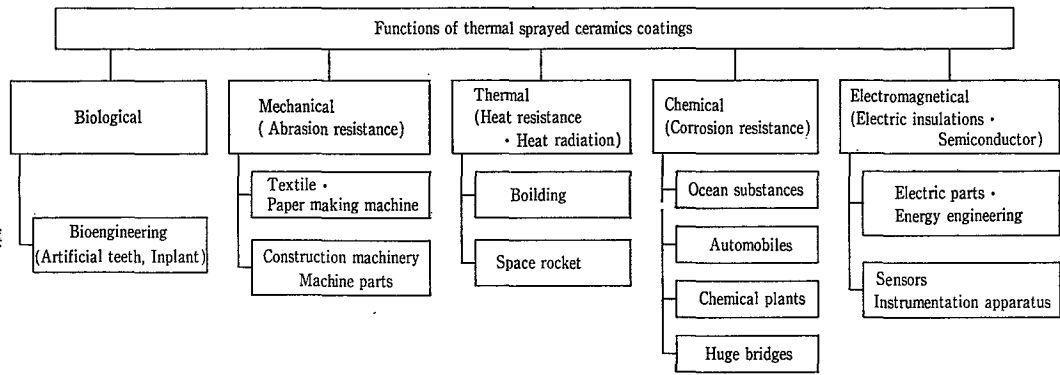 Functions of thermal sprayed ceramics coatings
Biological
Bioengineering
(Artificial teeth, Inplant)
Mechanical
(Abrasion resistance)
Textile・
Paper making machine
Construction machinery
Machine parts
Thermal
(Heat resistance
・Heat radiation)
Boilding
Space rocket
Chemical
(Corrosion resistance)
Ocean substances
Automobiles
Chemical plants
Huge bridges
Electromagnetical
(Electric insulations・
Semiconductor)
Electric parts・
Energy engineering
Sensors
Instrumentation apparatus